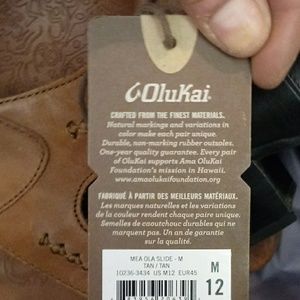 OluKai
CRAFTED FROM THE FINEST MATERIALS.
Natural markings and variations in
color make each pair unique.
Durable, non-marking rubber outsoles.
One-year quality guarantee. Every pair
of OluKai supports Ama OluKai
Foundation's mission in Hawaii.
www.amaolukaifoundation.org
FABRIQUÉ À PARTIR DES MEILLEURS MATÉRIAUX.
Les marques naturelles et les variations
de la couleur rendent chaque paire unique.
Semelles de caoutchouc durables qui
ne marquent pas. Un an de garantie
sur la qualité.
MEA OLA SLIDE - M
TAN / TAN
10236-3434 US M12 EUR45
M
12